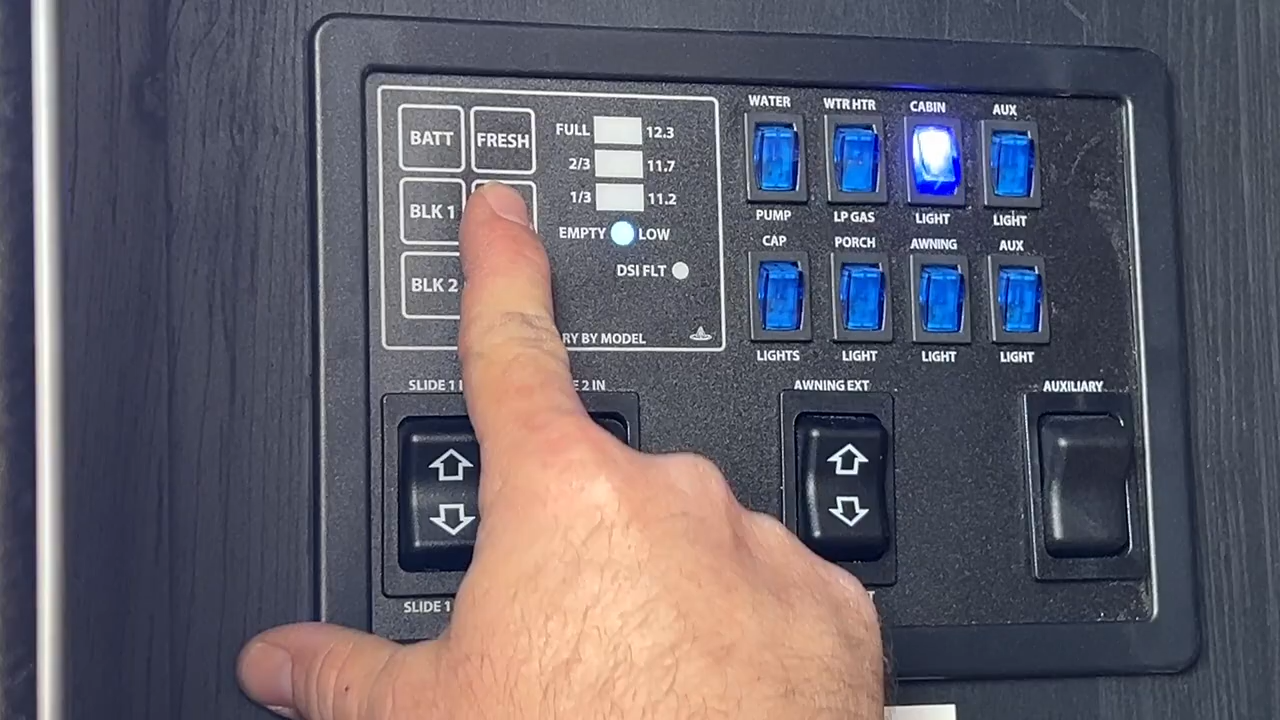 BATT
FRESH
BLK 1
BLK 2
FULL 12.3
2/3 11.7
1/3 11.2
EMPTY LOW
DSI FLT
BY MODEL
WATER
PUMP
WTR HTR
LP GAS
CABIN
LIGHT
AUX
LIGHT
CAP
LIGHTS
PORCH
LIGHT
AWNING
LIGHT
AUX
LIGHT
SLIDE 1
2 IN
SLIDE 1
AWNING EXT
AUXILIARY